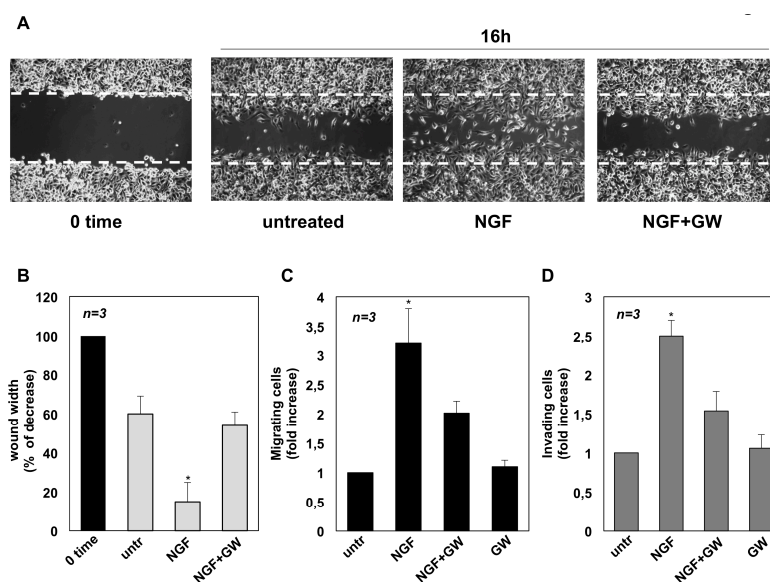 A
16h
0 time
untreated
NGF
NGF+GW
B
wound width
(% of decrease)
120
100
80
60
40
20
0
n=3
*
0 time
untr
NGF
NGF+GW
C
Migrating cells
(fold increase)
4
3,5
3
2,5
2
1,5
1
0,5
0
n=3
*
untr
NGF
NGF+GW
GW
D
Invading cells
(fold increase)
3
2,5
2
1,5
1
0,5
0
n=3
*
untr
NGF
NGF+GW
GW